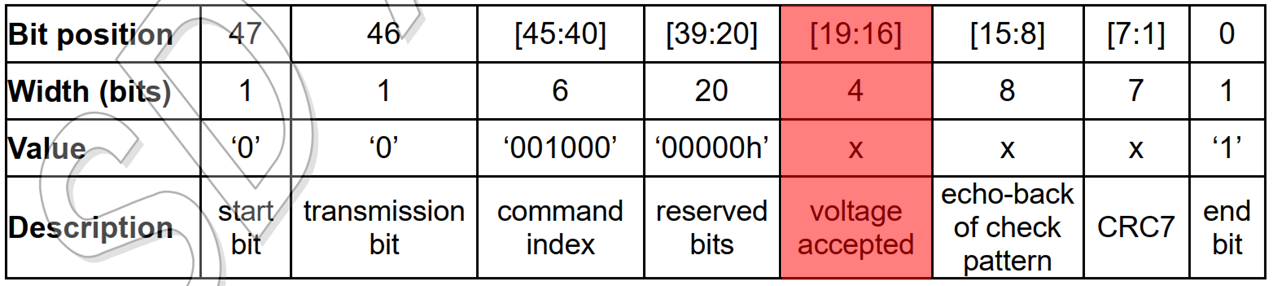 Bit position 47 46 [45:40] [39:20] [19:16] [15:8] [7:1] 0
Width (bits) 1 1 6 20 4 8 7 1
Value ‘0’ ‘0’ ‘001000’ ‘00000h’ x x x ‘1’
Description start bit transmission bit command index reserved bits voltage accepted echo-back of check pattern CRC7 end bit